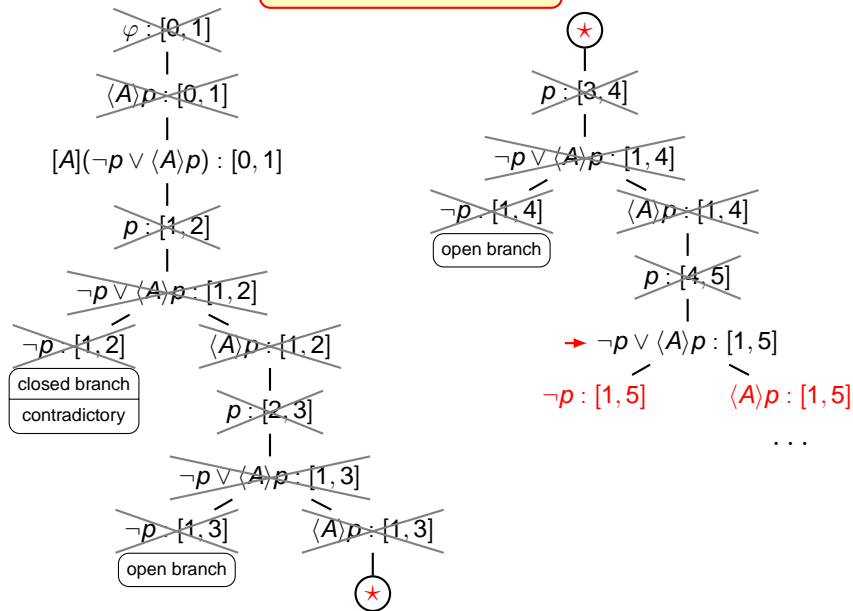 φ : [0, 1]
⟨A⟩p : [0, 1]
[A](¬p ∨ ⟨A⟩p) : [0, 1]
p : [1, 2]
¬p ∨ ⟨A⟩p : [1, 2]
¬p : [1, 2] ⟨A⟩p : [1, 2]
closed branch
contradictory
p : [2, 3]
¬p ∨ ⟨A⟩p : [1, 3]
¬p : [1, 3] ⟨A⟩p : [1, 3]
open branch
⋆
⋆
p : [3, 4]
¬p ∨ ⟨A⟩p : [1, 4]
¬p : [1, 4] ⟨A⟩p : [1, 4]
open branch
p : [4, 5]
→ ¬p ∨ ⟨A⟩p : [1, 5]
¬p : [1, 5] ⟨A⟩p : [1, 5]
. . .